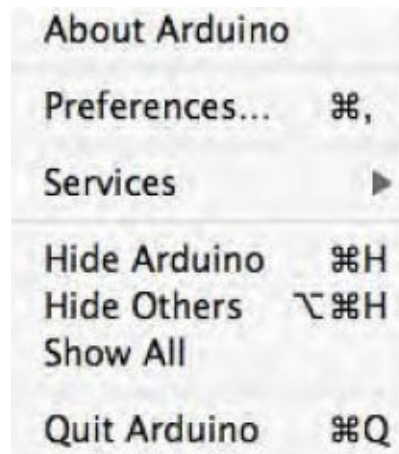 About Arduino
Preferences... ⌘,
Services ▶
Hide Arduino ⌘H
Hide Others ⌥⌘H
Show All
Quit Arduino ⌘Q